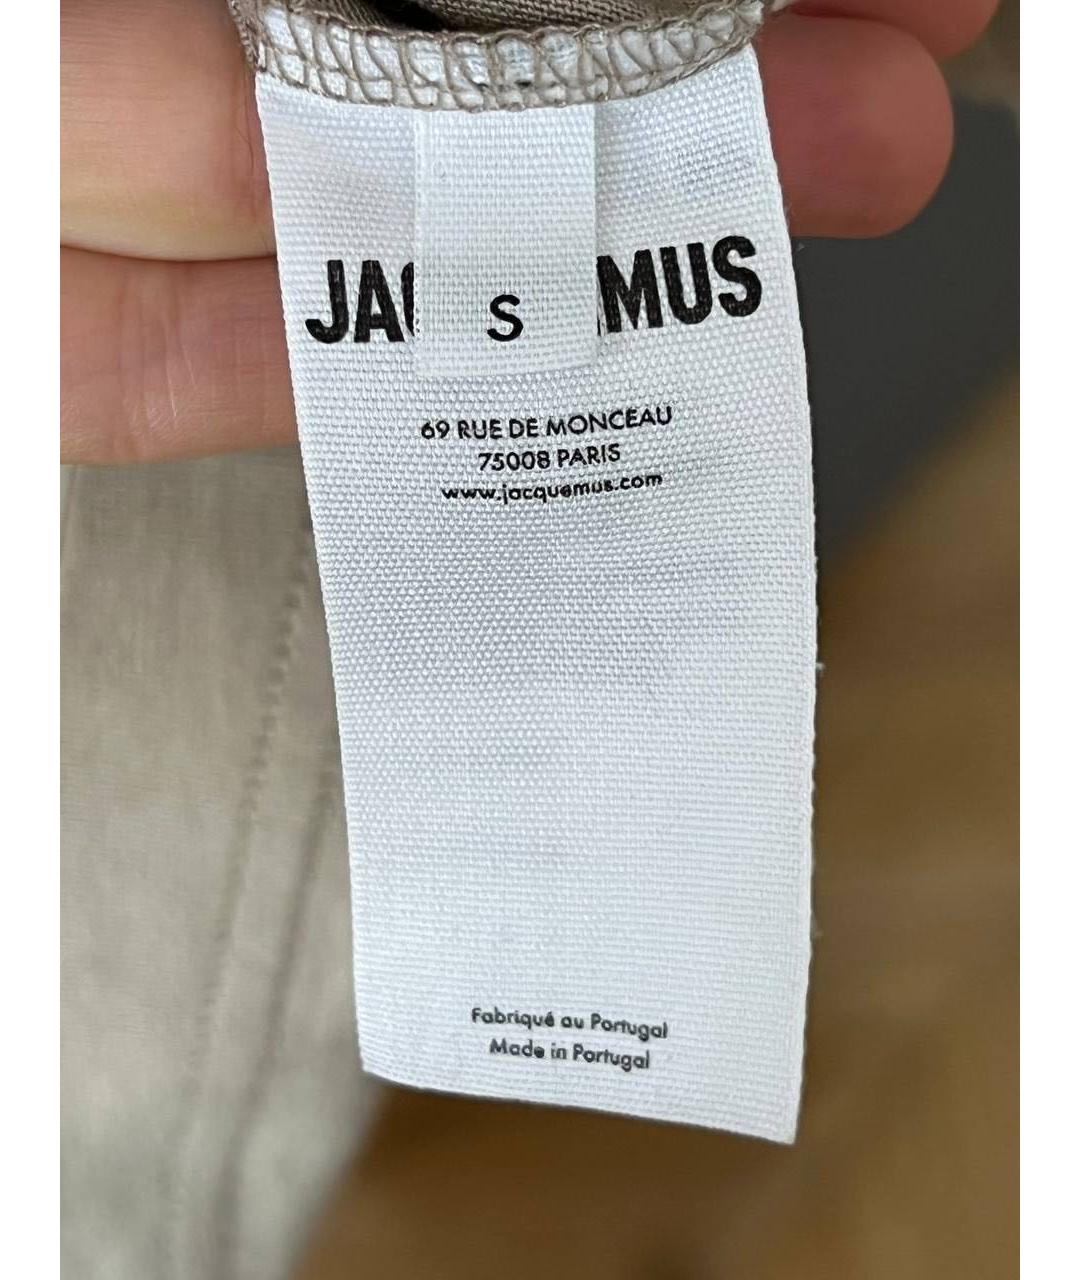 JAC MUS
S
69 RUE DE MONCEAU
75008 PARIS
www.jacquemus.com
Fabriqué au Portugal
Made in Portugal